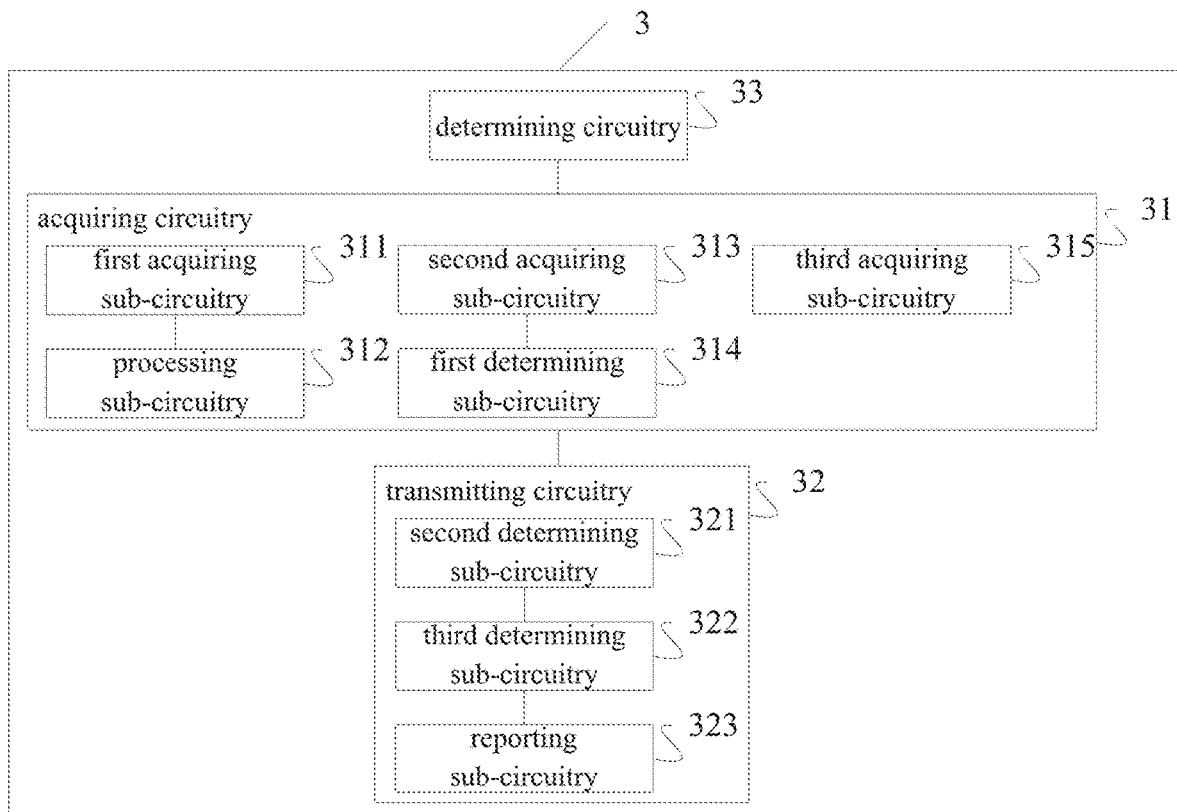 3
determining circuitry
33
acquiring circuitry
31
first acquiring
sub-circuitry
311
second acquiring
sub-circuitry
313
third acquiring
sub-circuitry
315
processing
sub-circuitry
312
first determining
sub-circuitry
314
transmitting circuitry
32
second determining
sub-circuitry
321
third determining
sub-circuitry
322
reporting
sub-circuitry
323